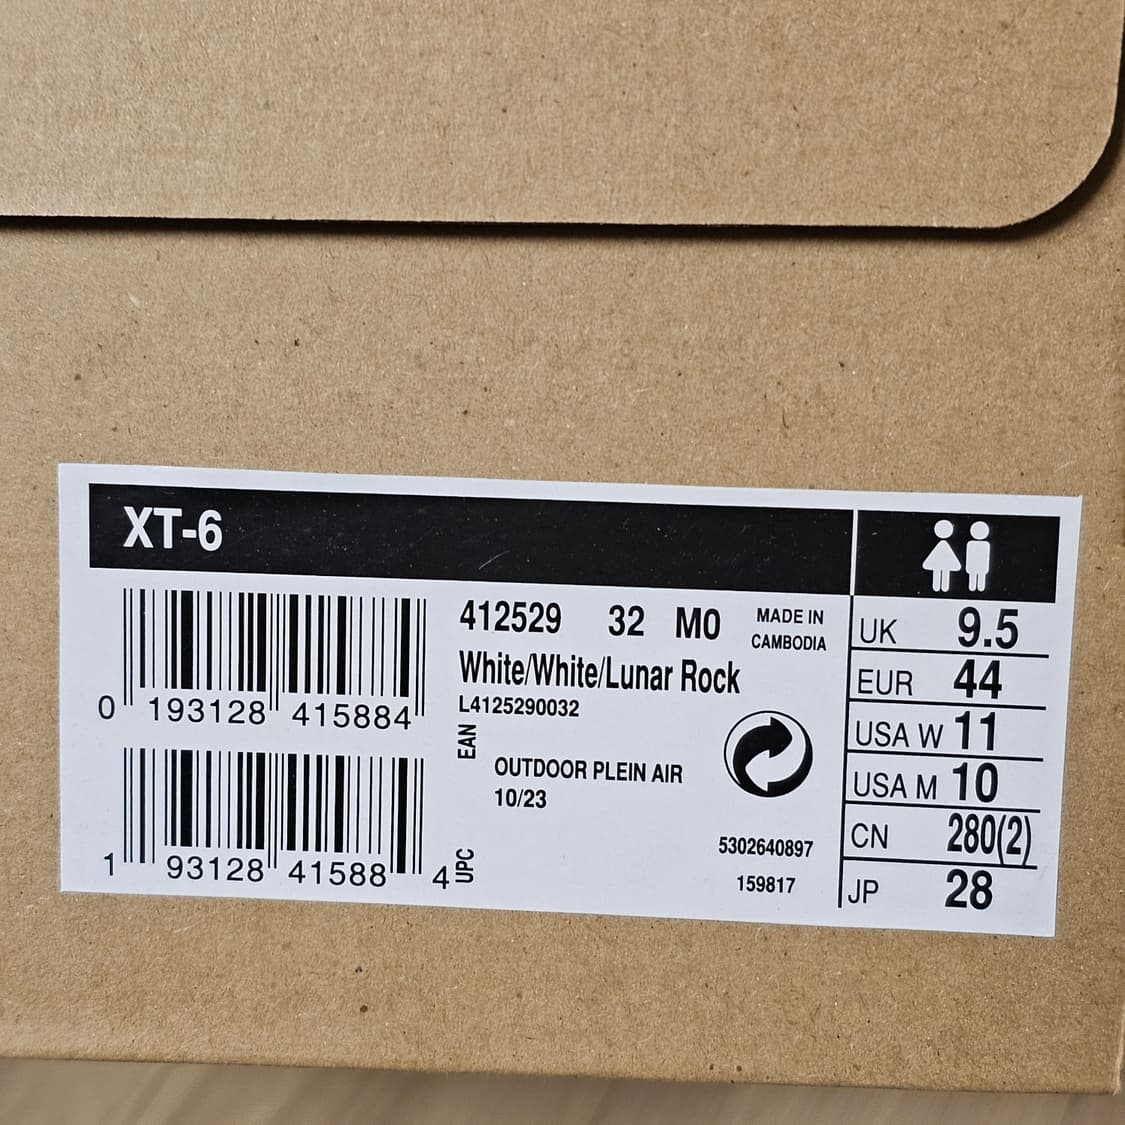 XT-6
0 193128 415884
1 93128 41588 4
EAN
UPC
412529 32 M0
MADE IN
CAMBODIA
White/White/Lunar Rock
L4125290032
OUTDOOR PLEIN AIR
10/23
5302640897
159817
UK 9.5
EUR 44
USA W 11
USA M 10
CN 280(2)
JP 28